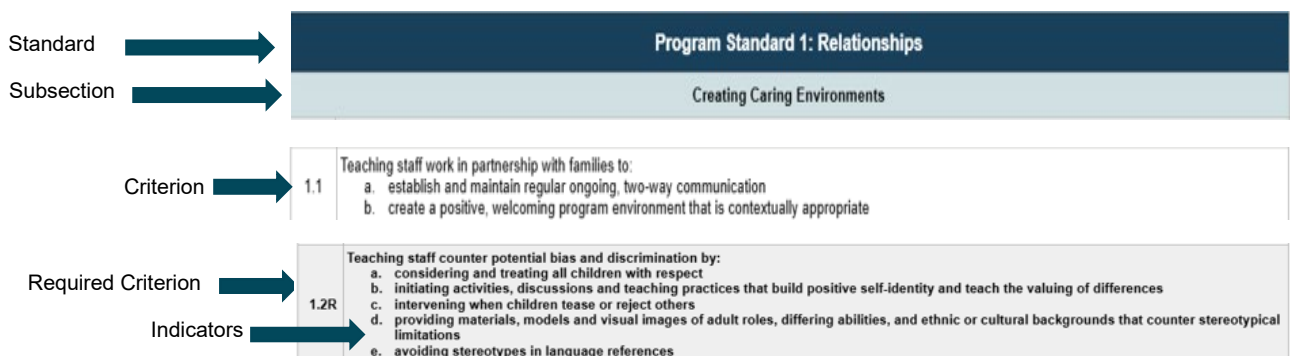 Standard
Program Standard 1: Relationships
Subsection
Creating Caring Environments
Criterion
1.1
Teaching staff work in partnership with families to:
a. establish and maintain regular ongoing, two-way communication
b. create a positive, welcoming program environment that is contextually appropriate
Required Criterion
1.2R
Teaching staff counter potential bias and discrimination by:
a. considering and treating all children with respect
b. initiating activities, discussions and teaching practices that build positive self-identity and teach the valuing of differences
c. intervening when children tease or reject others
Indicators
d. providing materials, models and visual images of adult roles, differing abilities, and ethnic or cultural backgrounds that counter stereotypical
limitations
e. avoiding stereotypes in language references